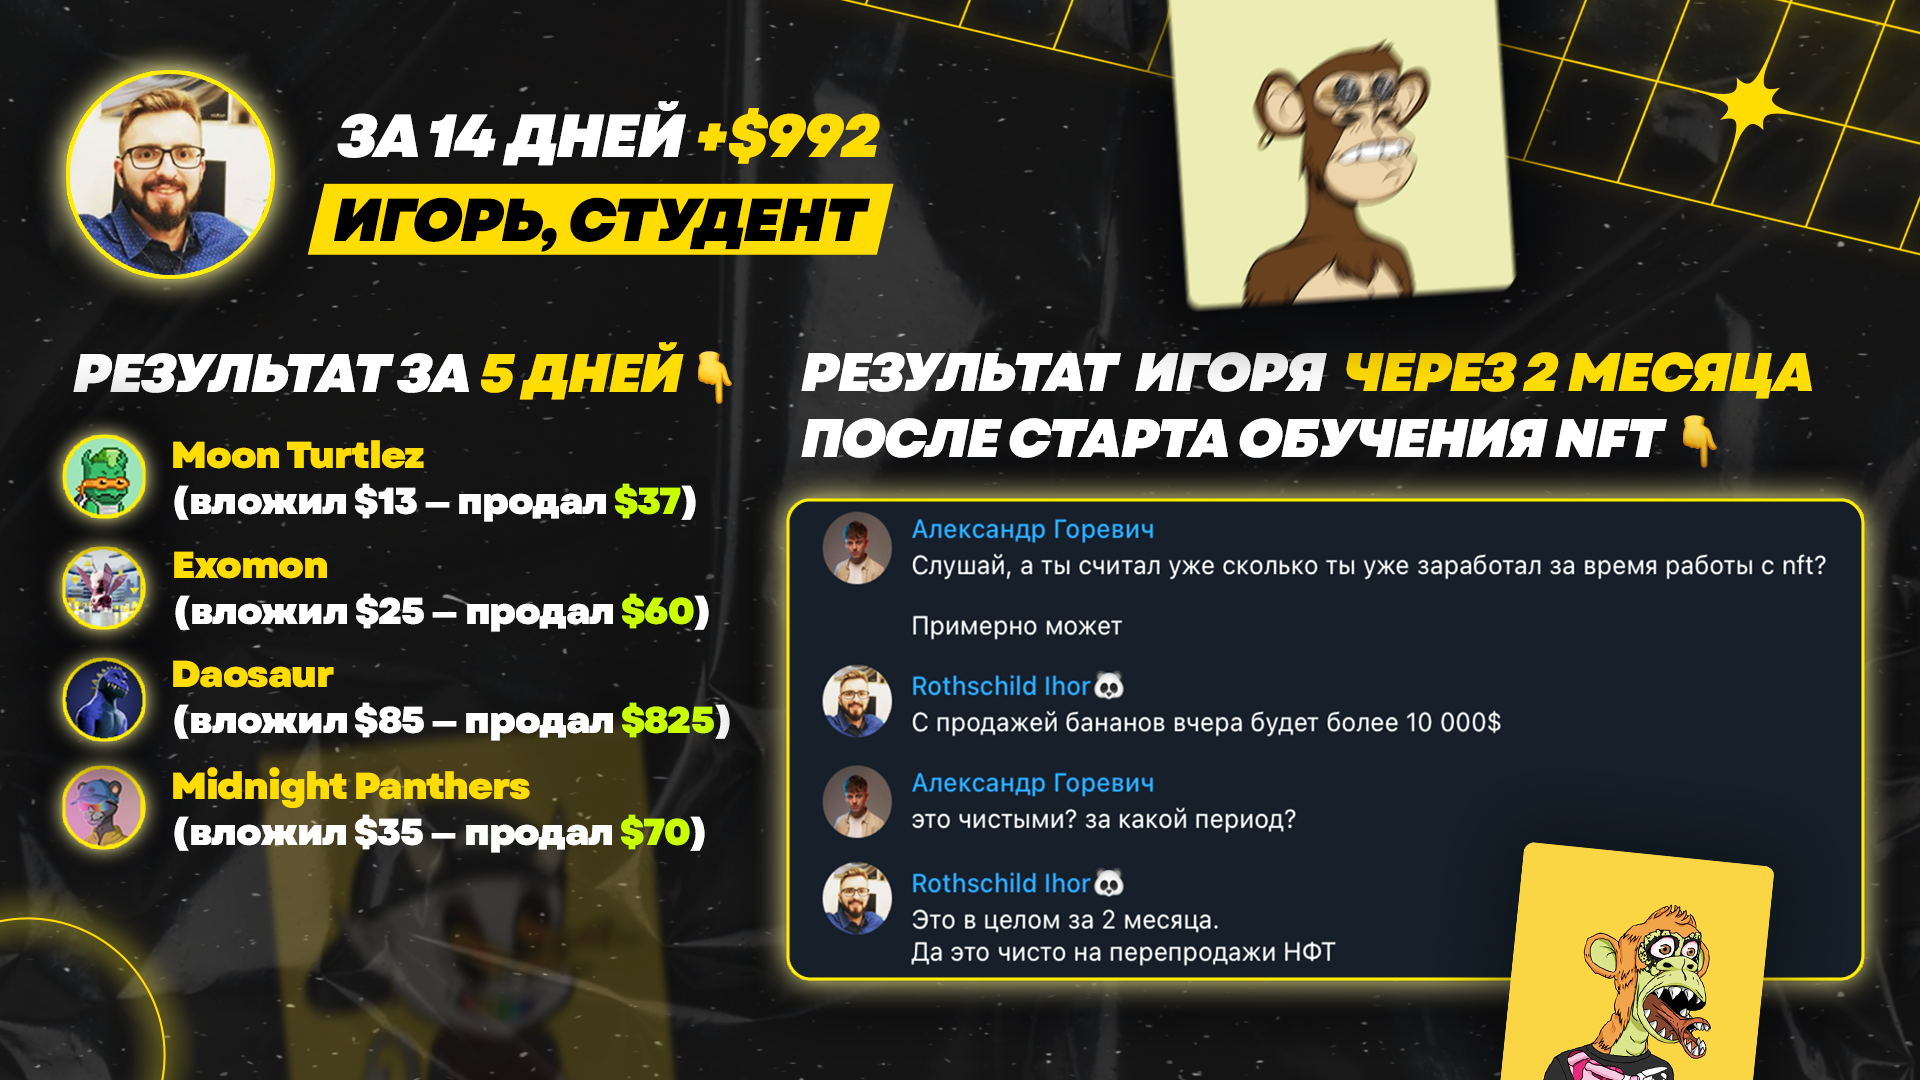 ЗА 14 ДНЕЙ +$992
ИГОРЬ, СТУДЕНТ
РЕЗУЛЬТАТ ЗА 5 ДНЕЙ 👇
Moon Turtlez
(вложил $13 – продал $37)
Exomon
(вложил $25 – продал $60)
Daosaur
(вложил $85 – продал $825)
Midnight Panthers
(вложил $35 – продал $70)
РЕЗУЛЬТАТ ИГОРЯ ЧЕРЕЗ 2 МЕСЯЦА
ПОСЛЕ СТАРТА ОБУЧЕНИЯ NFT 👇
Александр Горевич
Слушай, а ты считал уже сколько ты уже заработал за время работы с nft?
Примерно может
Rothschild Ihor🐼
С продажей бананов вчера будет более 10 000$
Александр Горевич
это чистыми? за какой период?
Rothschild Ihor🐼
Это в целом за 2 месяца.
Да это чисто на перепродажи НФТ